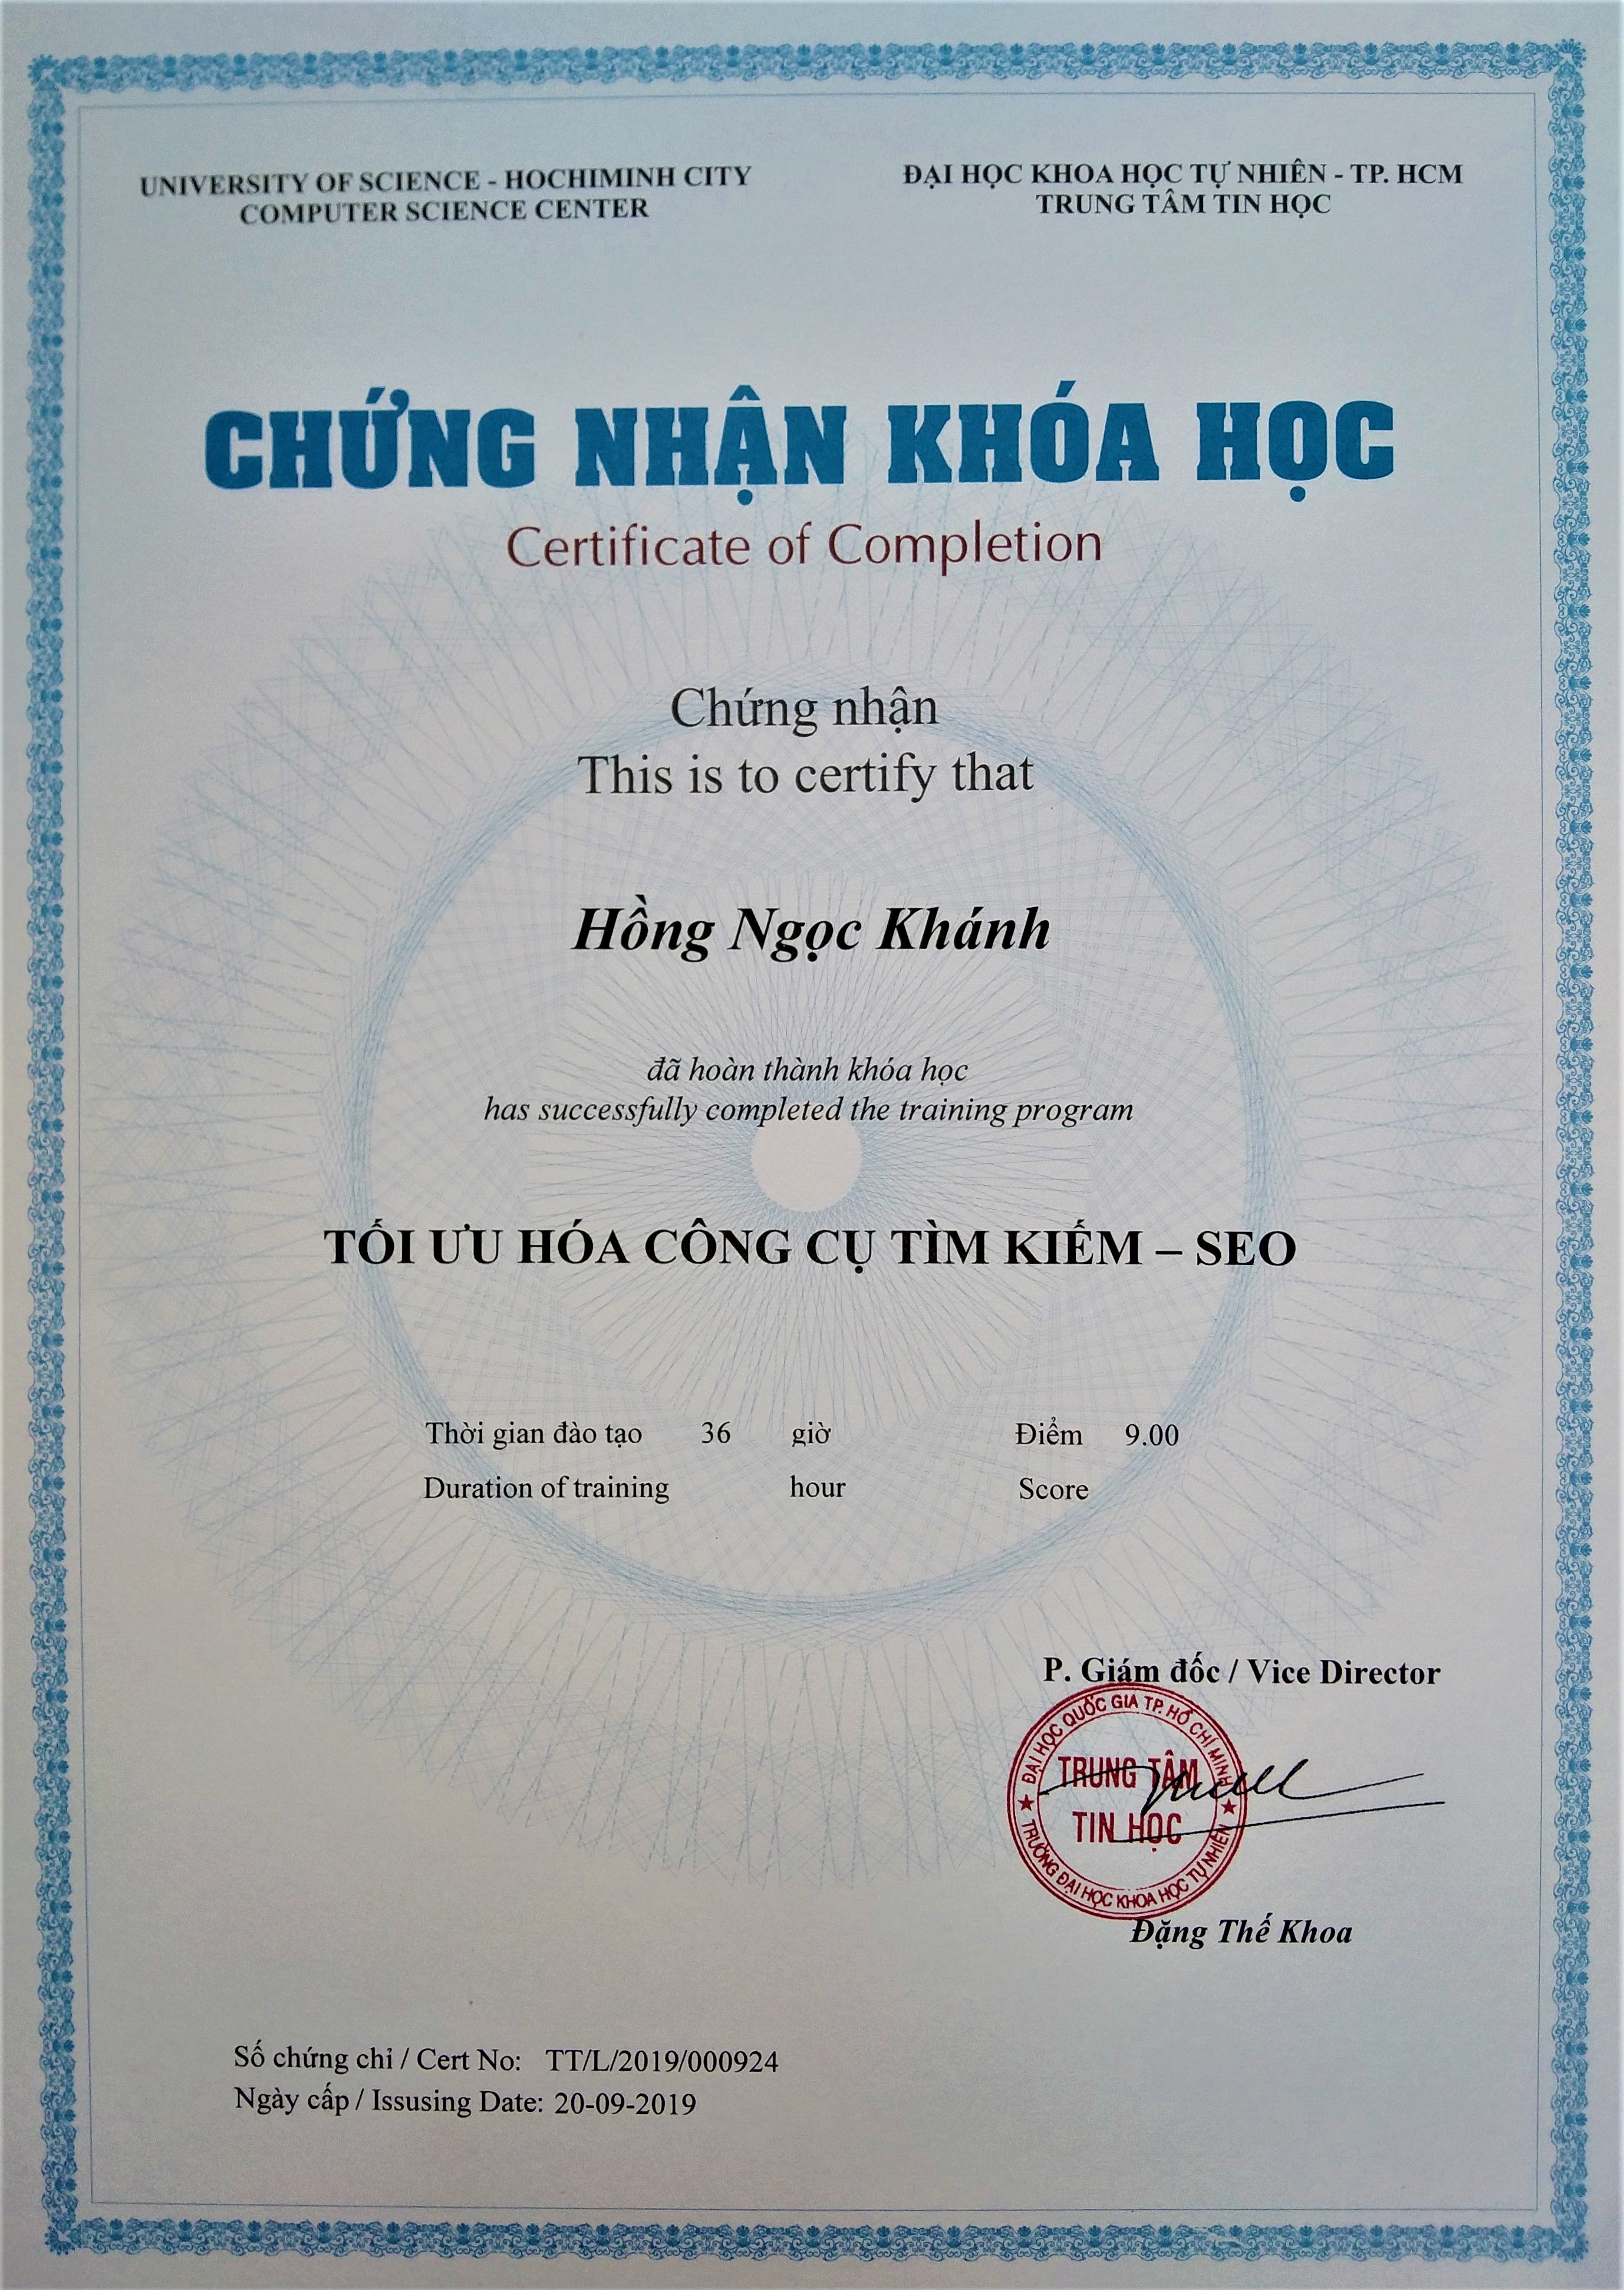 UNIVERSITY OF SCIENCE - HOCHIMINH CITY
COMPUTER SCIENCE CENTER
ĐẠI HỌC KHOA HỌC TỰ NHIÊN - TP. HCM
TRUNG TÂM TIN HỌC
CHỨNG NHẬN KHÓA HỌC
Certificate of Completion
Chứng nhận
This is to certify that
Hồng Ngọc Khánh
đã hoàn thành khóa học
has successfully completed the training program
TỐI ƯU HÓA CÔNG CỤ TÌM KIẾM – SEO
Thời gian đào tạo 36 giờ Điểm 9.00
Duration of training hour Score
P. Giám đốc / Vice Director
ĐẠI HỌC QUỐC GIA TP. HỒ CHÍ MINH
TRUNG TÂM
TIN HỌC
TRƯỜNG ĐẠI HỌC KHOA HỌC TỰ NHIÊN
Đặng Thế Khoa
Số chứng chỉ / Cert No: TT/L/2019/000924
Ngày cấp / Issusing Date: 20-09-2019